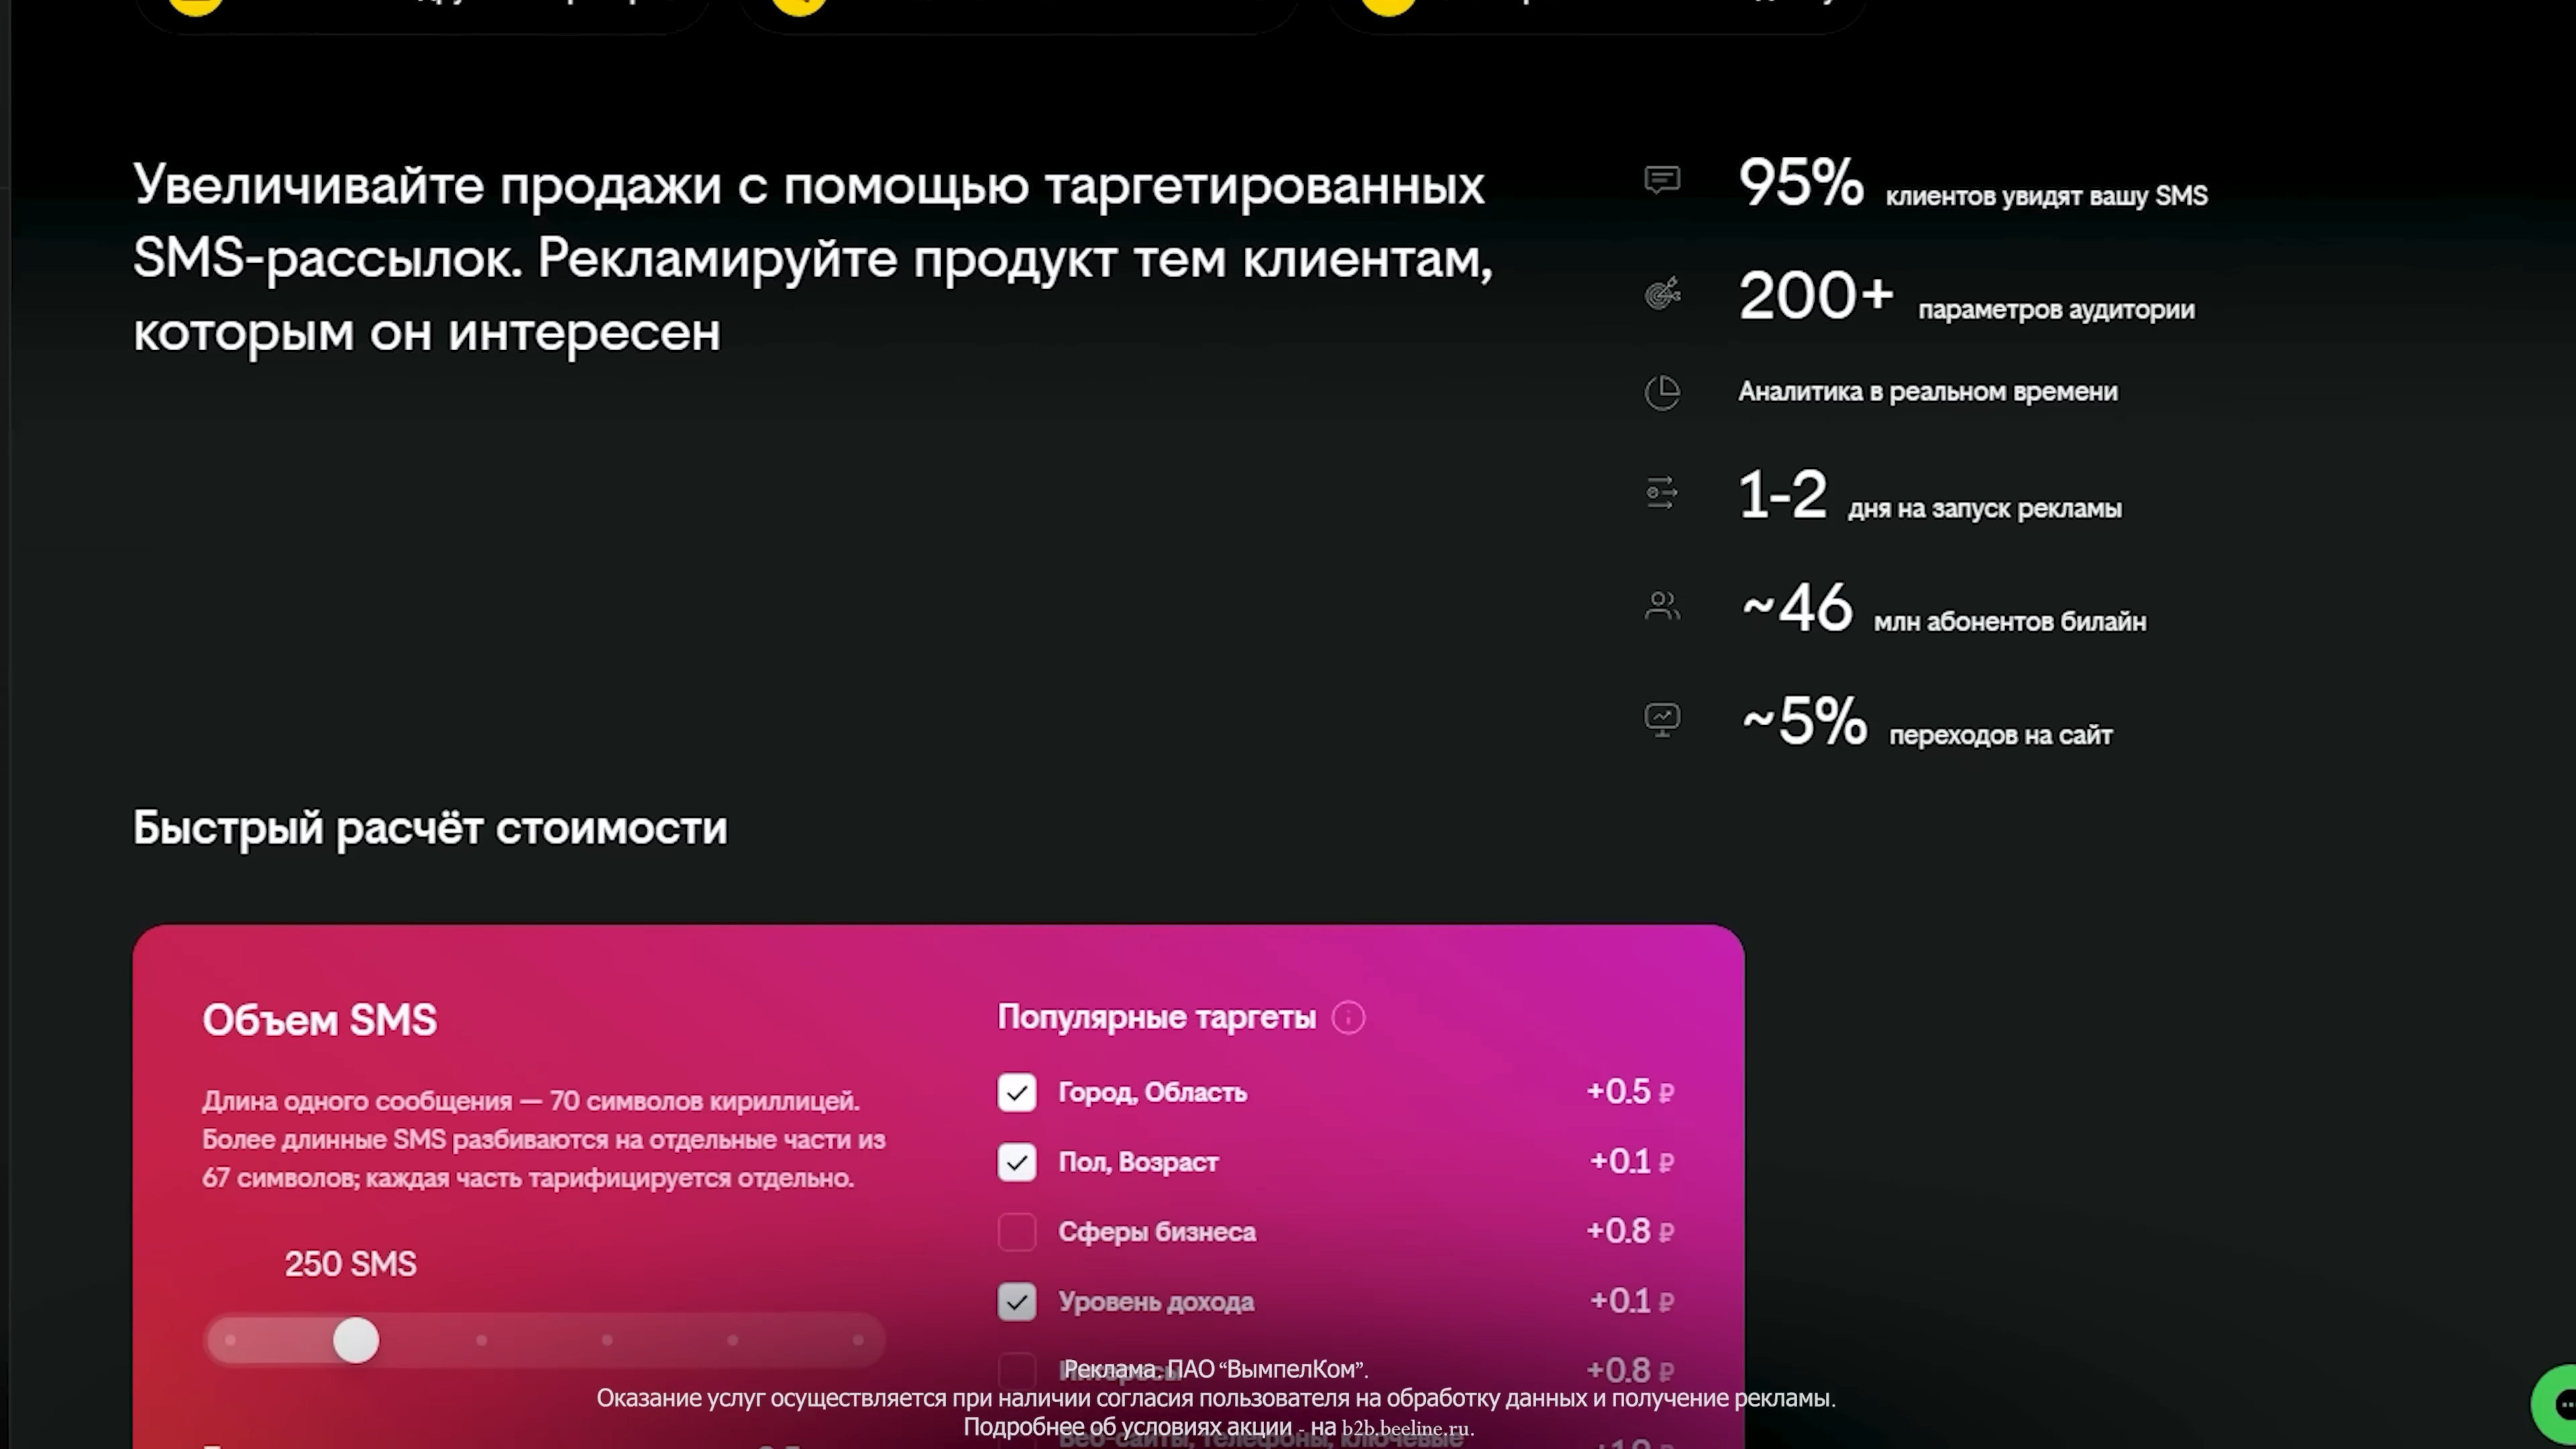 Увеличивайте продажи с помощью таргетированных
SMS-рассылок. Рекламируйте продукт тем клиентам,
которым он интересен
95% клиентов увидят вашу SMS
200+ параметров аудитории
Аналитика в реальном времени
1-2 дня на запуск рекламы
~46 млн абонентов билайн
~5% переходов на сайт
Быстрый расчёт стоимости
Объем SMS
Длина одного сообщения — 70 символов кириллицей.
Более длинные SMS разбиваются на отдельные части из
67 символов; каждая часть тарифицируется отдельно.
250 SMS
Популярные таргеты
Город, Область +0.5 ₽
Пол, Возраст +0.1 ₽
Сферы бизнеса +0.8 ₽
Уровень дохода +0.1 ₽
Интересы +0.8 ₽
Веб-сайты, телефоны, ключевые
Реклама. ПАО “ВымпелКом”.
Оказание услуг осуществляется при наличии согласия пользователя на обработку данных и получение рекламы.
Подробнее об условиях акции - на b2b.beeline.ru.